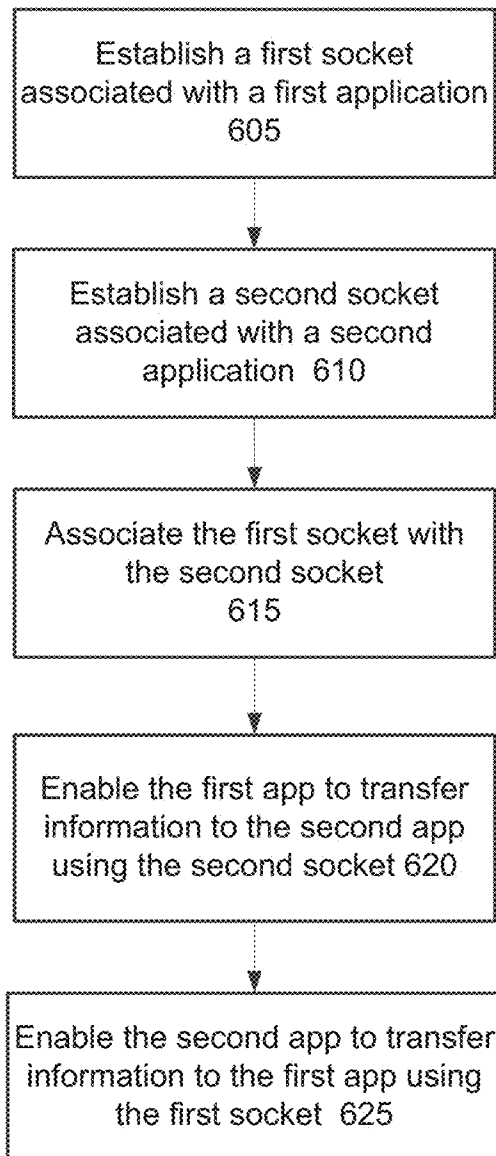 Establish a first socket
associated with a first application
605
Establish a second socket
associated with a second
application 610
Associate the first socket with
the second socket
615
Enable the first app to transfer
information to the second app
using the second socket 620
Enable the second app to transfer
information to the first app using
the first socket 625